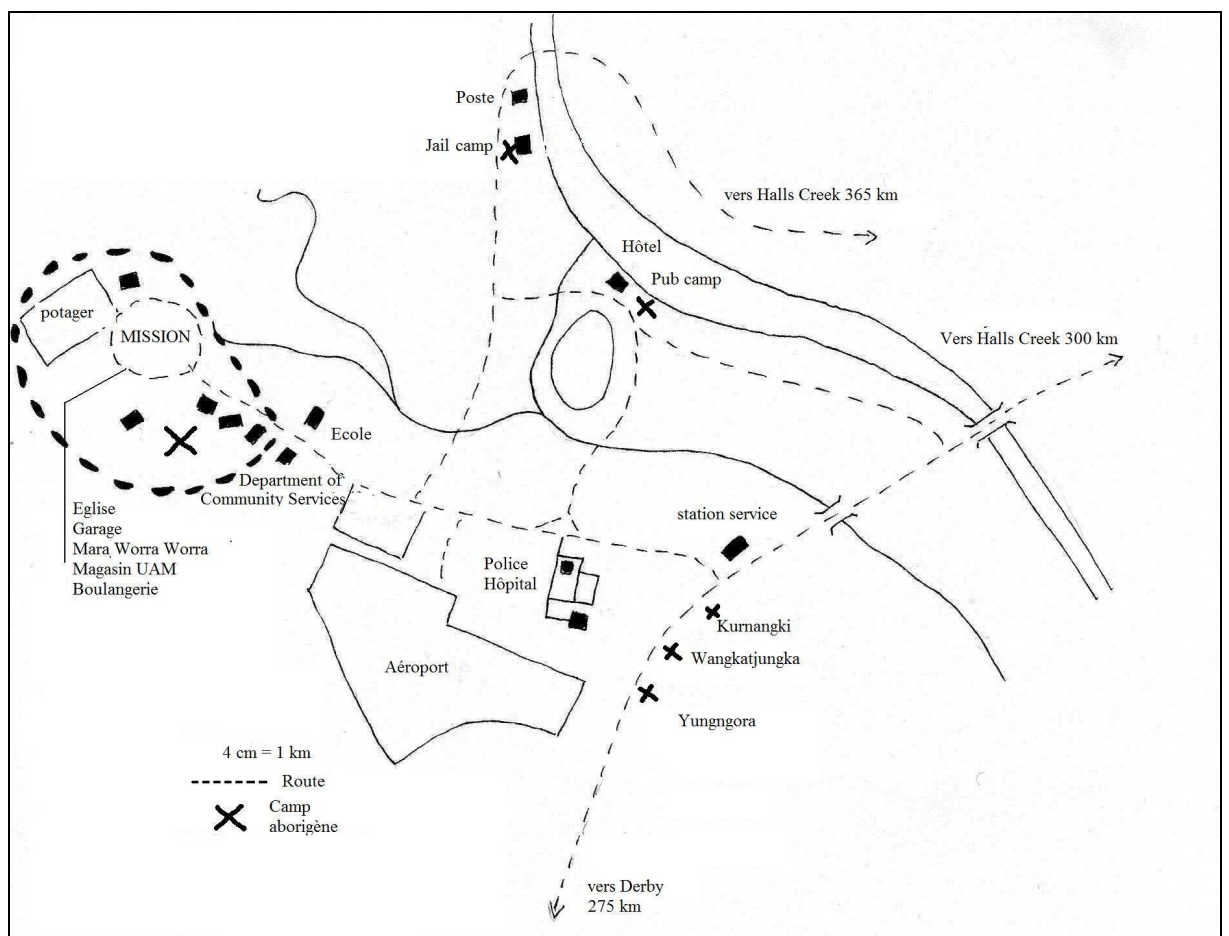 Poste
Jail camp
vers Halls Creek 365 km
Hôtel
Pub camp
potager
MISSION
Vers Halls Creek 300 km
Ecole
Department of
Community Services
Eglise
Garage
Mara Worra Worra
Magasin UAM
Boulangerie
station service
Police
Hôpital
Kurnangki
Wangkatjungka
Yungngora
Aéroport
4 cm = 1 km
Route
Camp
aborigène
vers Derby
275 km